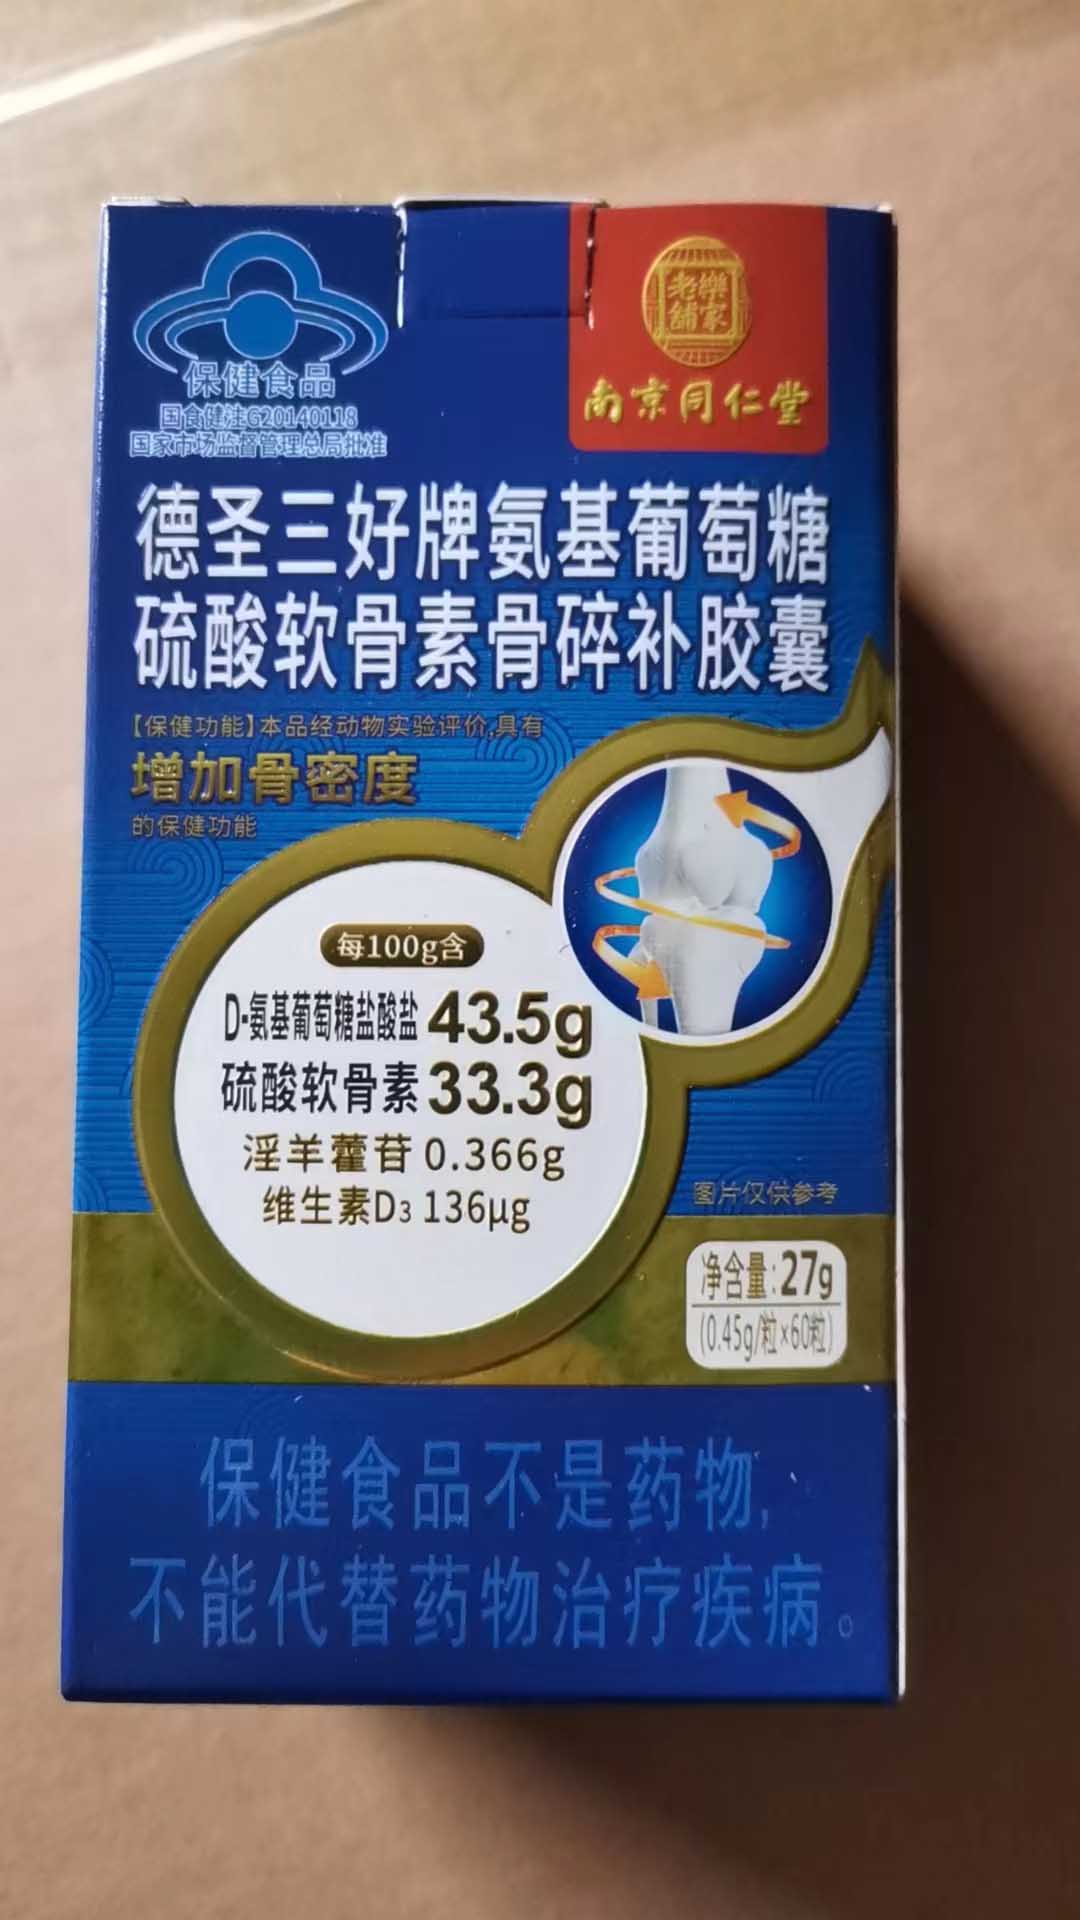 保健食品
国食健注G20140118
国家市场监督管理总局批准
老樂
舖家
南京同仁堂
德圣三好牌氨基葡萄糖
硫酸软骨素骨碎补胶囊
【保健功能】本品经动物实验评价,具有
增加骨密度
的保健功能
每100g含
D-氨基葡萄糖盐酸盐 43.5g
硫酸软骨素 33.3g
淫羊藿苷 0.366g
维生素D3 136μg
图片仅供参考
净含量:27g
(0.45g/粒×60粒)
保健食品不是药物,
不能代替药物治疗疾病。